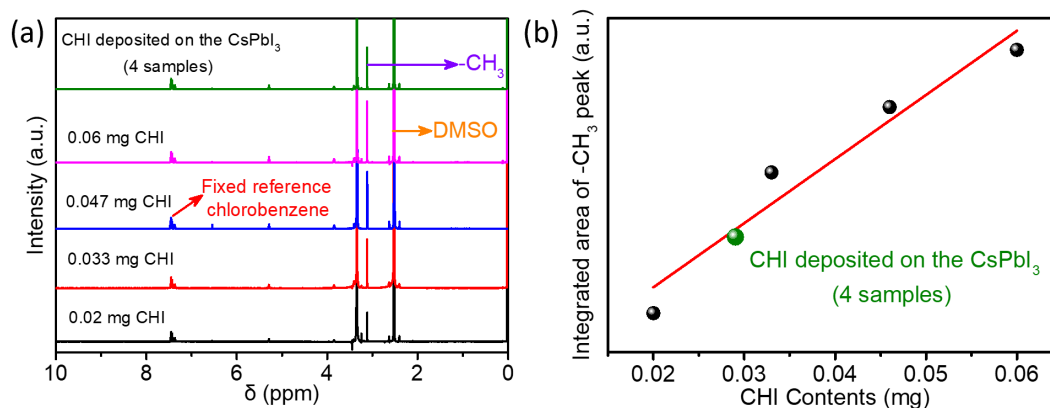 (a)
CHI deposited on the CsPbI₃
(4 samples)
-CH₃
0.06 mg CHI
DMSO
Fixed reference
chlorobenzene
0.047 mg CHI
0.033 mg CHI
0.02 mg CHI
Intensity (a.u.)
10 8 6 4 2 0
δ (ppm)
(b)
Integrated area of -CH₃ peak (a.u.)
CHI deposited on the CsPbI₃
(4 samples)
0.02 0.03 0.04 0.05 0.06
CHI Contents (mg)